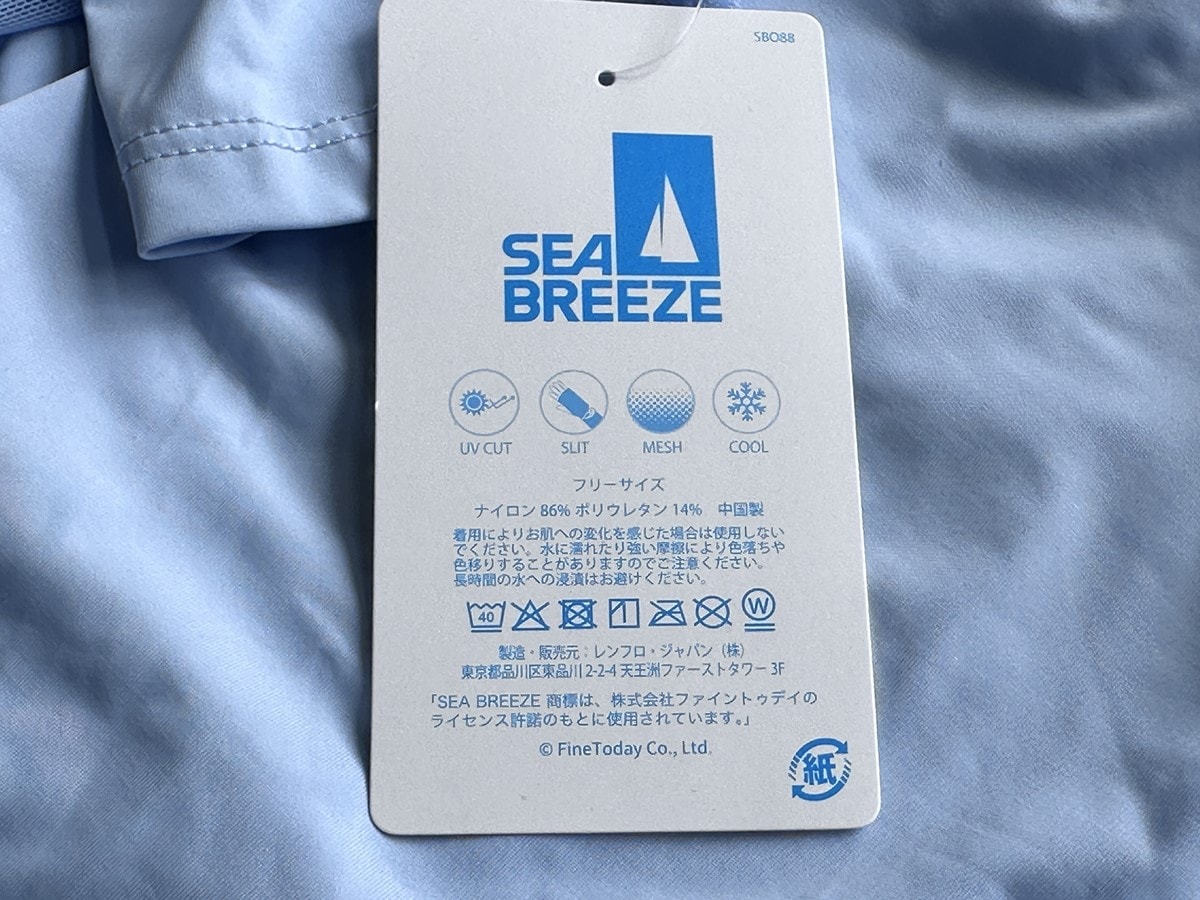 SB088
SEA
BREEZE
UV CUT SLIT MESH COOL
フリーサイズ
ナイロン 86% ポリウレタン 14% 中国製
着用によりお肌への変化を感じた場合は使用しない
でください。水に濡れたり強い摩擦により色落ちや
色移りすることがありますのでご注意ください。
長時間の水への浸漬はお避けください。
40 W
製造・販売元：レンフロ・ジャパン（株）
東京都品川区東品川 2-2-4 天王洲ファーストタワー 3F
「SEA BREEZE 商標は、株式会社ファイントゥデイの
ライセンス許諾のもとに使用されています。」
© FineToday Co., Ltd.
紙